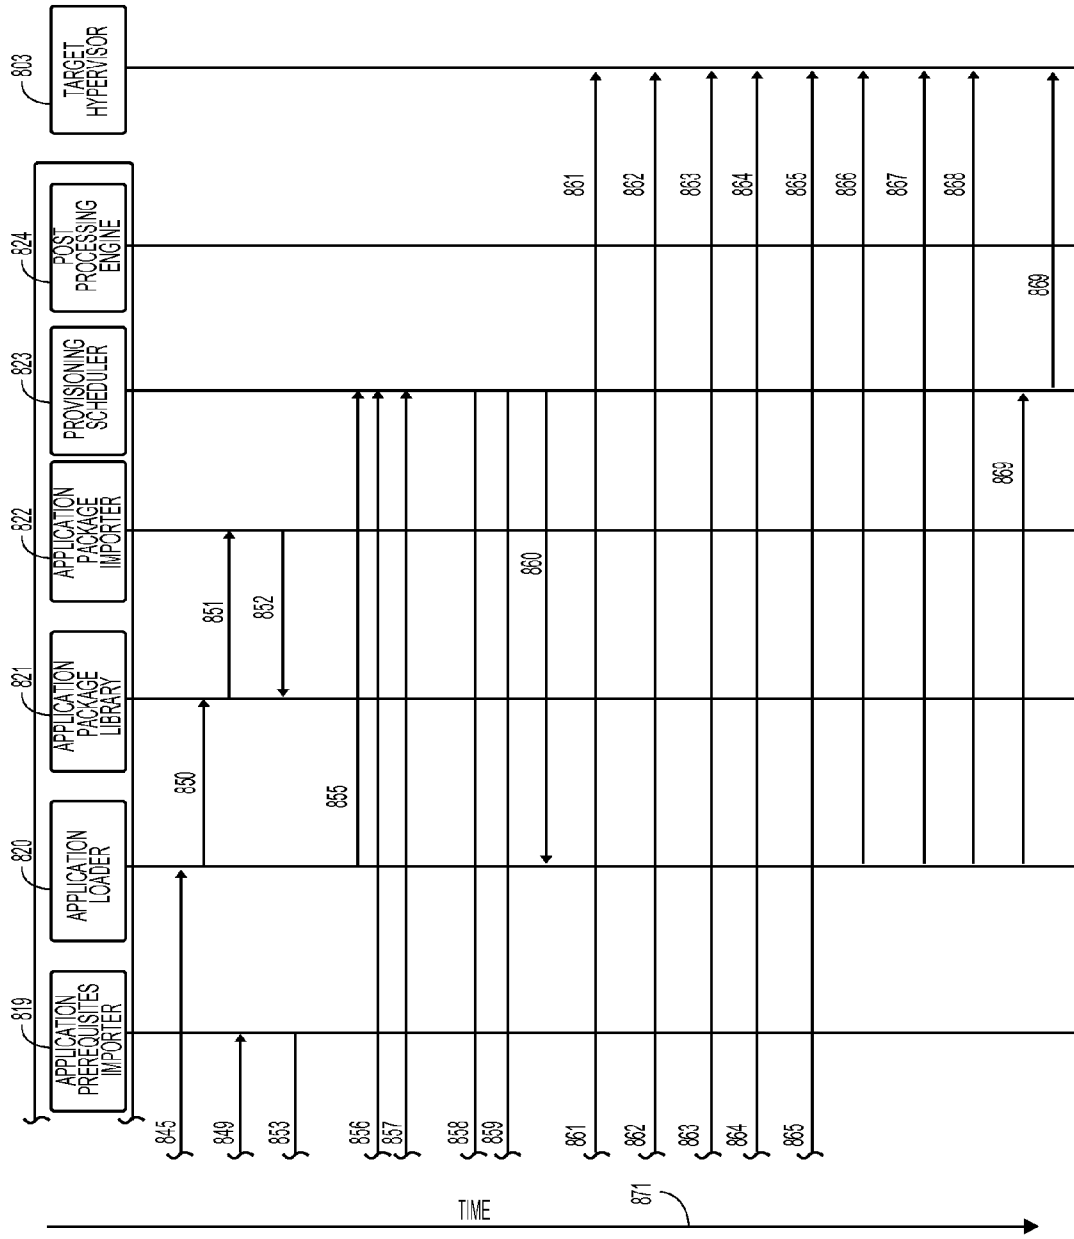 819
APPLICATION
PREREQUISITES
IMPORTER
820
APPLICATION
LOADER
821
APPLICATION
PACKAGE
LIBRARY
822
APPLICATION
PACKAGE
IMPORTER
823
PROVISIONING
SCHEDULER
824
POST
PROCESSING
ENGINE
803
TARGET
HYPERVISOR
845
850
851
849
852
853
855
856
857
858
859
860
861
861
862
862
863
863
864
864
865
865
866
867
868
869
869
TIME
871